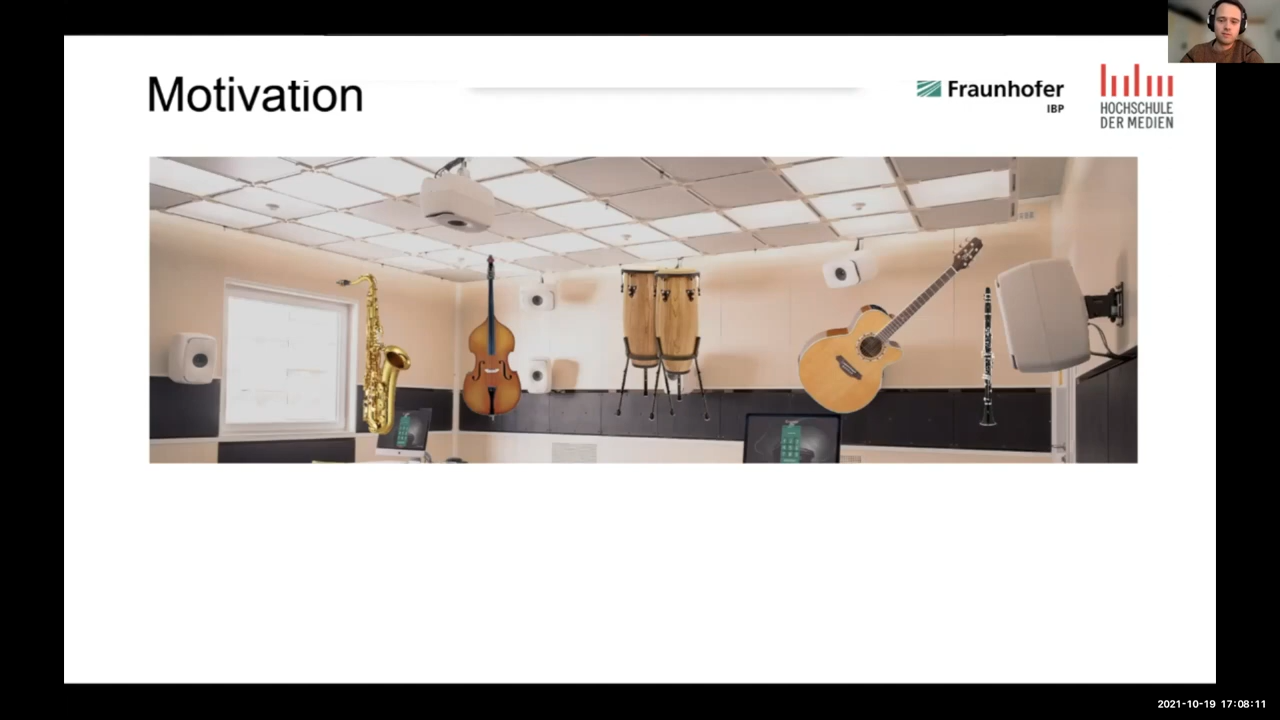 Motivation
Fraunhofer
IBP
HOCHSCHULE
DER MEDIEN
2021-10-19 17:08:11